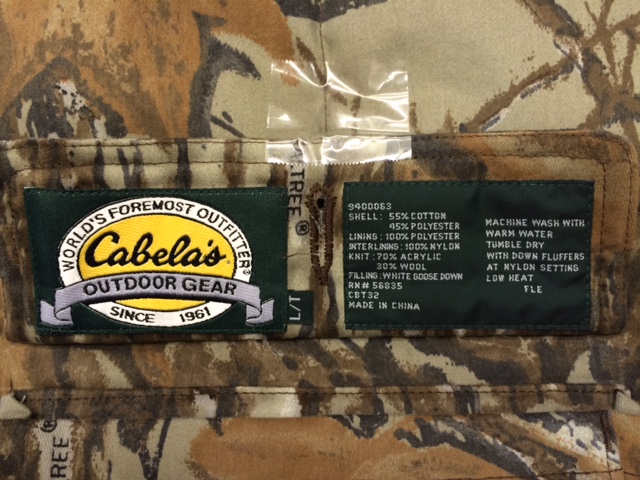 WORLD'S FOREMOST OUTFITTER®
Cabela's
OUTDOOR GEAR
SINCE 1961
L/T
TREE®
9400063
SHELL: 55% COTTON
45% POLYESTER
LINING: 100% POLYESTER
INTERLINING: 100% NYLON
KNIT: 70% ACRYLIC
30% WOOL
FILLING: WHITE GOOSE DOWN
RN# 56835
CBT32
MADE IN CHINA
MACHINE WASH WITH
WARM WATER
TUMBLE DRY
WITH DOWN FLUFFERS
AT NYLON SETTING
LOW HEAT
FLE
TREE®